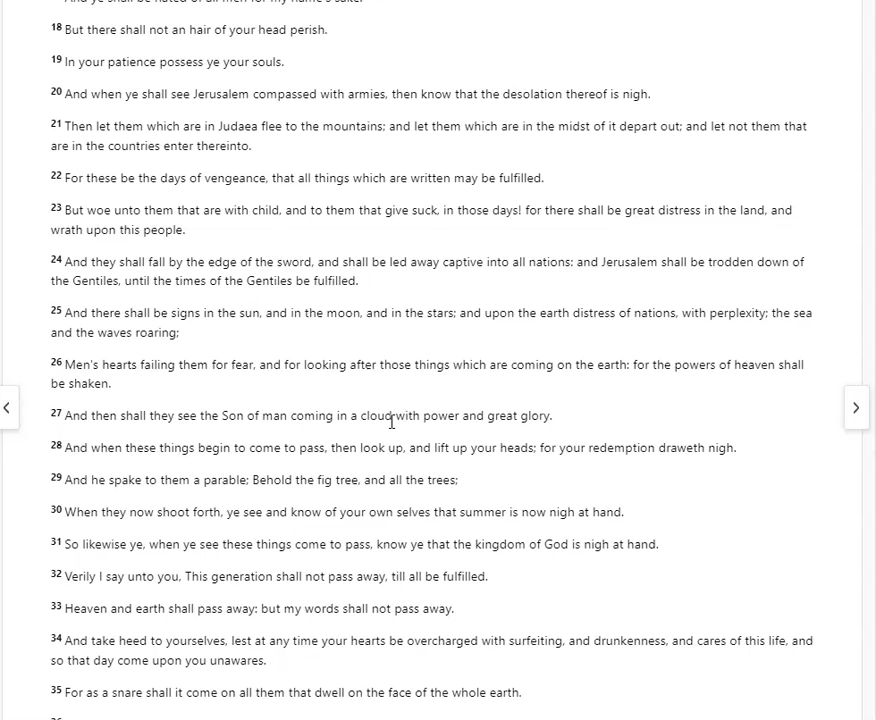 18 But there shall not an hair of your head perish.
19 In your patience possess ye your souls.
20 And when ye shall see Jerusalem compassed with armies, then know that the desolation thereof is nigh.
21 Then let them which are in Judaea flee to the mountains; and let them which are in the midst of it depart out; and let not them that
are in the countries enter thereinto.
22 For these be the days of vengeance, that all things which are written may be fulfilled.
23 But woe unto them that are with child, and to them that give suck, in those days! for there shall be great distress in the land, and
wrath upon this people.
24 And they shall fall by the edge of the sword, and shall be led away captive into all nations: and Jerusalem shall be trodden down of
the Gentiles, until the times of the Gentiles be fulfilled.
25 And there shall be signs in the sun, and in the moon, and in the stars; and upon the earth distress of nations, with perplexity; the sea
and the waves roaring;
26 Men's hearts failing them for fear, and for looking after those things which are coming on the earth: for the powers of heaven shall
be shaken.
27 And then shall they see the Son of man coming in a cloud with power and great glory.
28 And when these things begin to come to pass, then look up, and lift up your heads; for your redemption draweth nigh.
29 And he spake to them a parable; Behold the fig tree, and all the trees;
30 When they now shoot forth, ye see and know of your own selves that summer is now nigh at hand.
31 So likewise ye, when ye see these things come to pass, know ye that the kingdom of God is nigh at hand.
32 Verily I say unto you, This generation shall not pass away, till all be fulfilled.
33 Heaven and earth shall pass away: but my words shall not pass away.
34 And take heed to yourselves, lest at any time your hearts be overcharged with surfeiting, and drunkenness, and cares of this life, and
so that day come upon you unawares.
35 For as a snare shall it come on all them that dwell on the face of the whole earth.